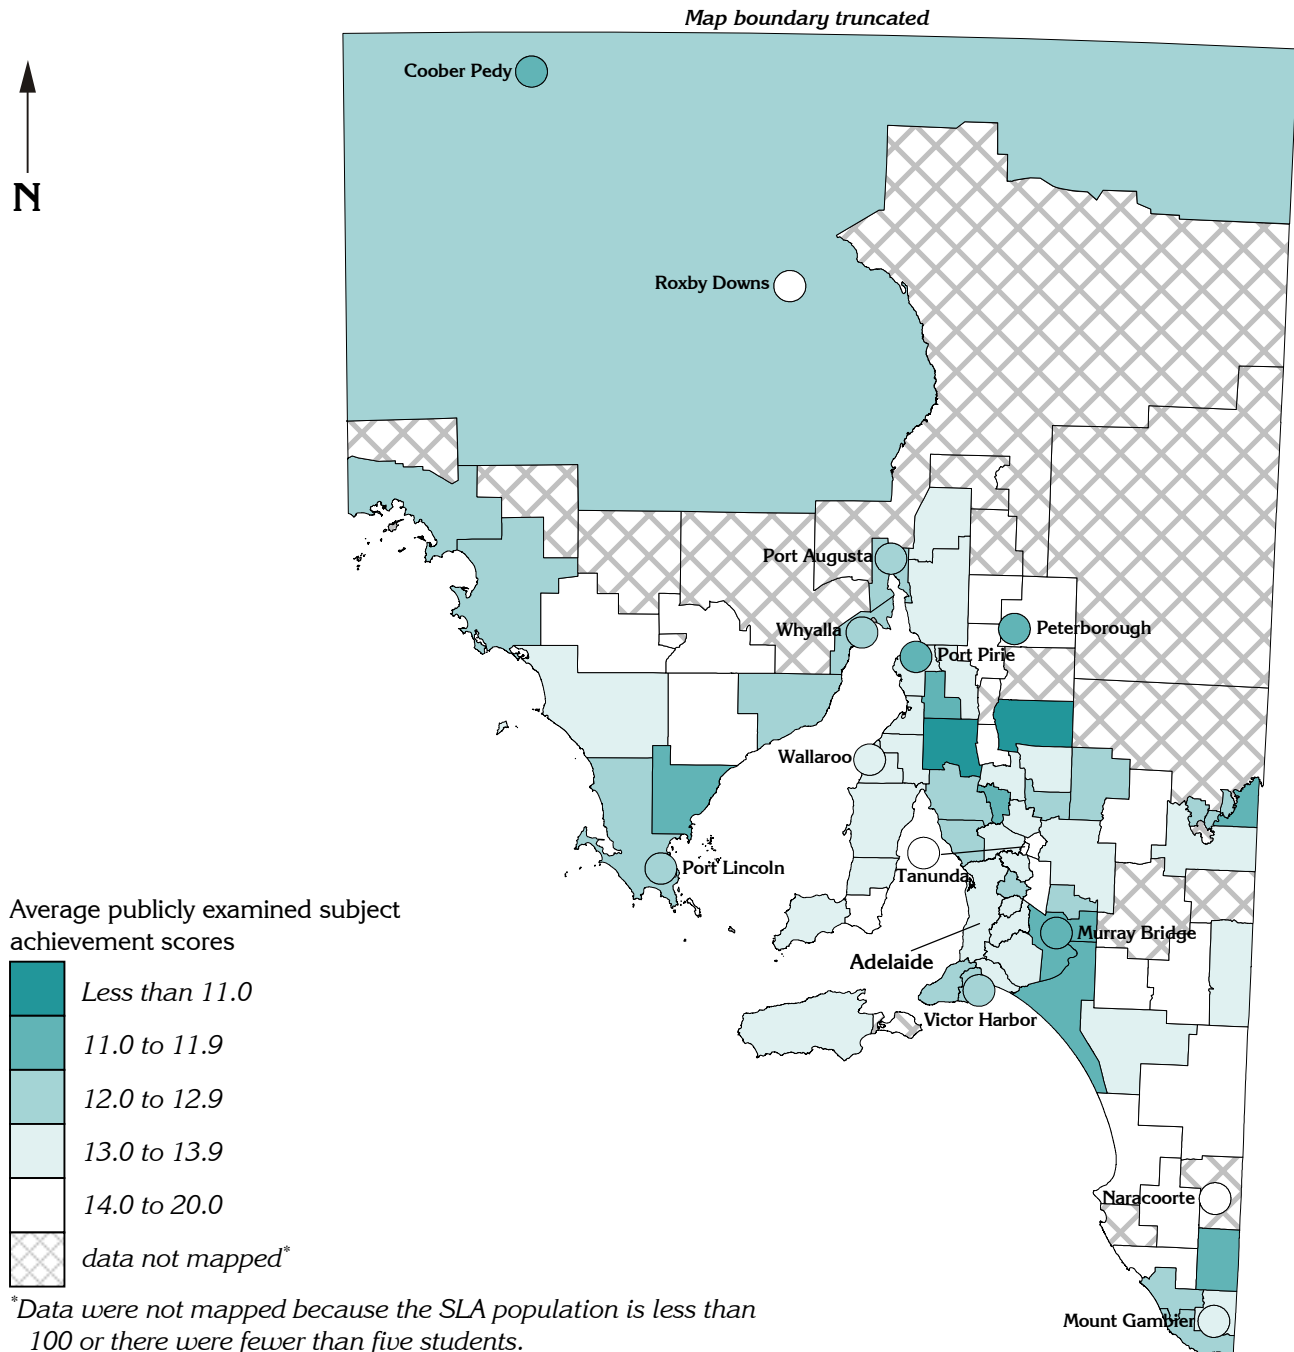 Map boundary truncated
Coober Pedy
N
Roxby Downs
Port Augusta
Whyalla
Peterborough
Port Pirie
Wallaroo
Port Lincoln
Tanunda
Murray Bridge
Adelaide
Victor Harbor
Naracoorte
Mount Gambier
Average publicly examined subject
achievement scores
Less than 11.0
11.0 to 11.9
12.0 to 12.9
13.0 to 13.9
14.0 to 20.0
data not mapped*
*Data were not mapped because the SLA population is less than
100 or there were fewer than five students.